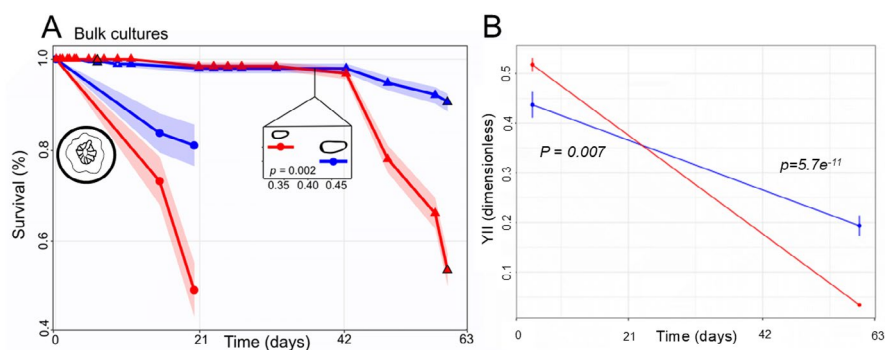 A
Bulk cultures
Survival (%)
1.0
0.8
0.6
0.4
p = 0.002
0.35 0.40 0.45
0 21 42 63
Time (days)
B
YII (dimensionless)
0.5
0.4
0.3
0.2
0.1
P = 0.007
p=5.7e-11
0 21 42 63
Time (days)